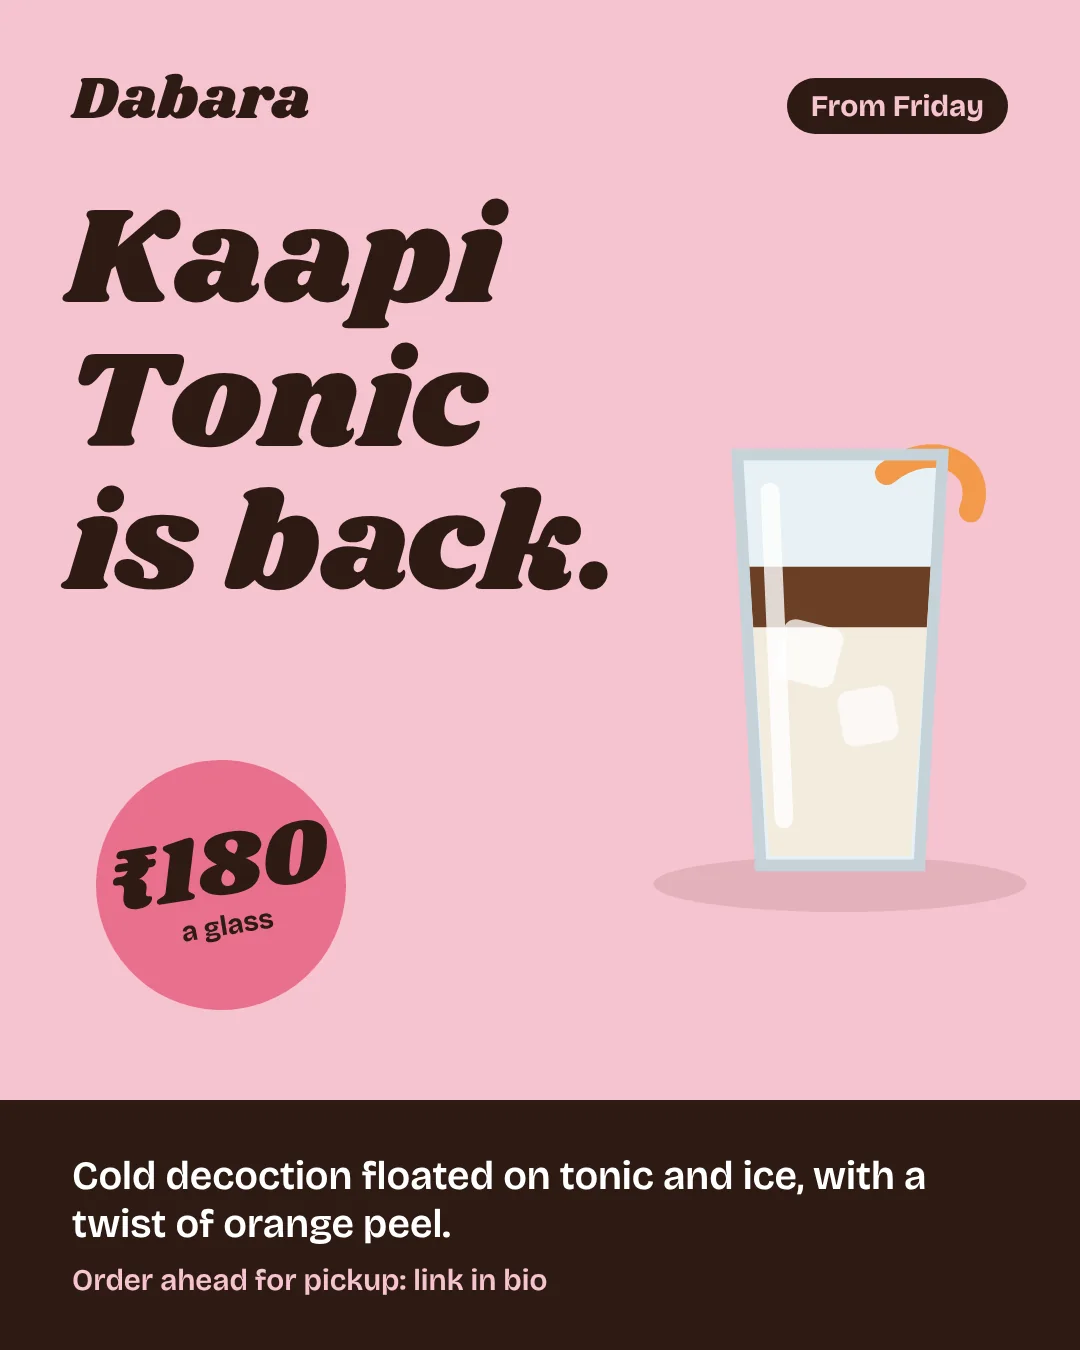 Dabara
From Friday
Kaapi
Tonic
is back.
₹180
a glass
Cold decoction floated on tonic and ice, with a
twist of orange peel.
Order ahead for pickup: link in bio